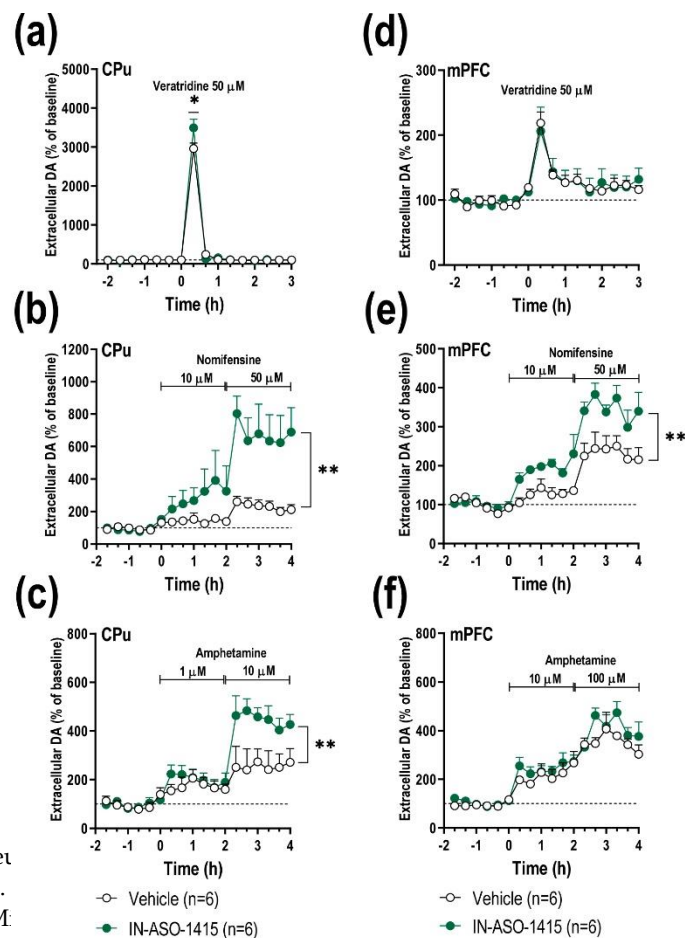 (a)
CPu
Veratridine 50 μM
*
Extracellular DA (% of baseline)
5000
4000
3000
2000
1000
0
-2 -1 0 1 2 3
Time (h)
(d)
mPFC
Veratridine 50 μM
Extracellular DA (% of baseline)
300
200
100
0
-2 -1 0 1 2 3
Time (h)
(b)
CPu
Nomifensine
10 μM 50 μM
**
Extracellular DA (% of baseline)
1200
1000
800
600
400
200
0
-2 -1 0 1 2 3 4
Time (h)
(e)
mPFC
Nomifensine
10 μM 50 μM
**
Extracellular DA (% of baseline)
500
400
300
200
100
0
-2 -1 0 1 2 3 4
Time (h)
(c)
CPu
Amphetamine
1 μM 10 μM
**
Extracellular DA (% of baseline)
800
600
400
200
0
-2 -1 0 1 2 3 4
Time (h)
(f)
mPFC
Amphetamine
10 μM 100 μM
Extracellular DA (% of baseline)
800
600
400
200
0
-2 -1 0 1 2 3 4
Time (h)
Vehicle (n=6)
IN-ASO-1415 (n=6)
Vehicle (n=6)
IN-ASO-1415 (n=6)